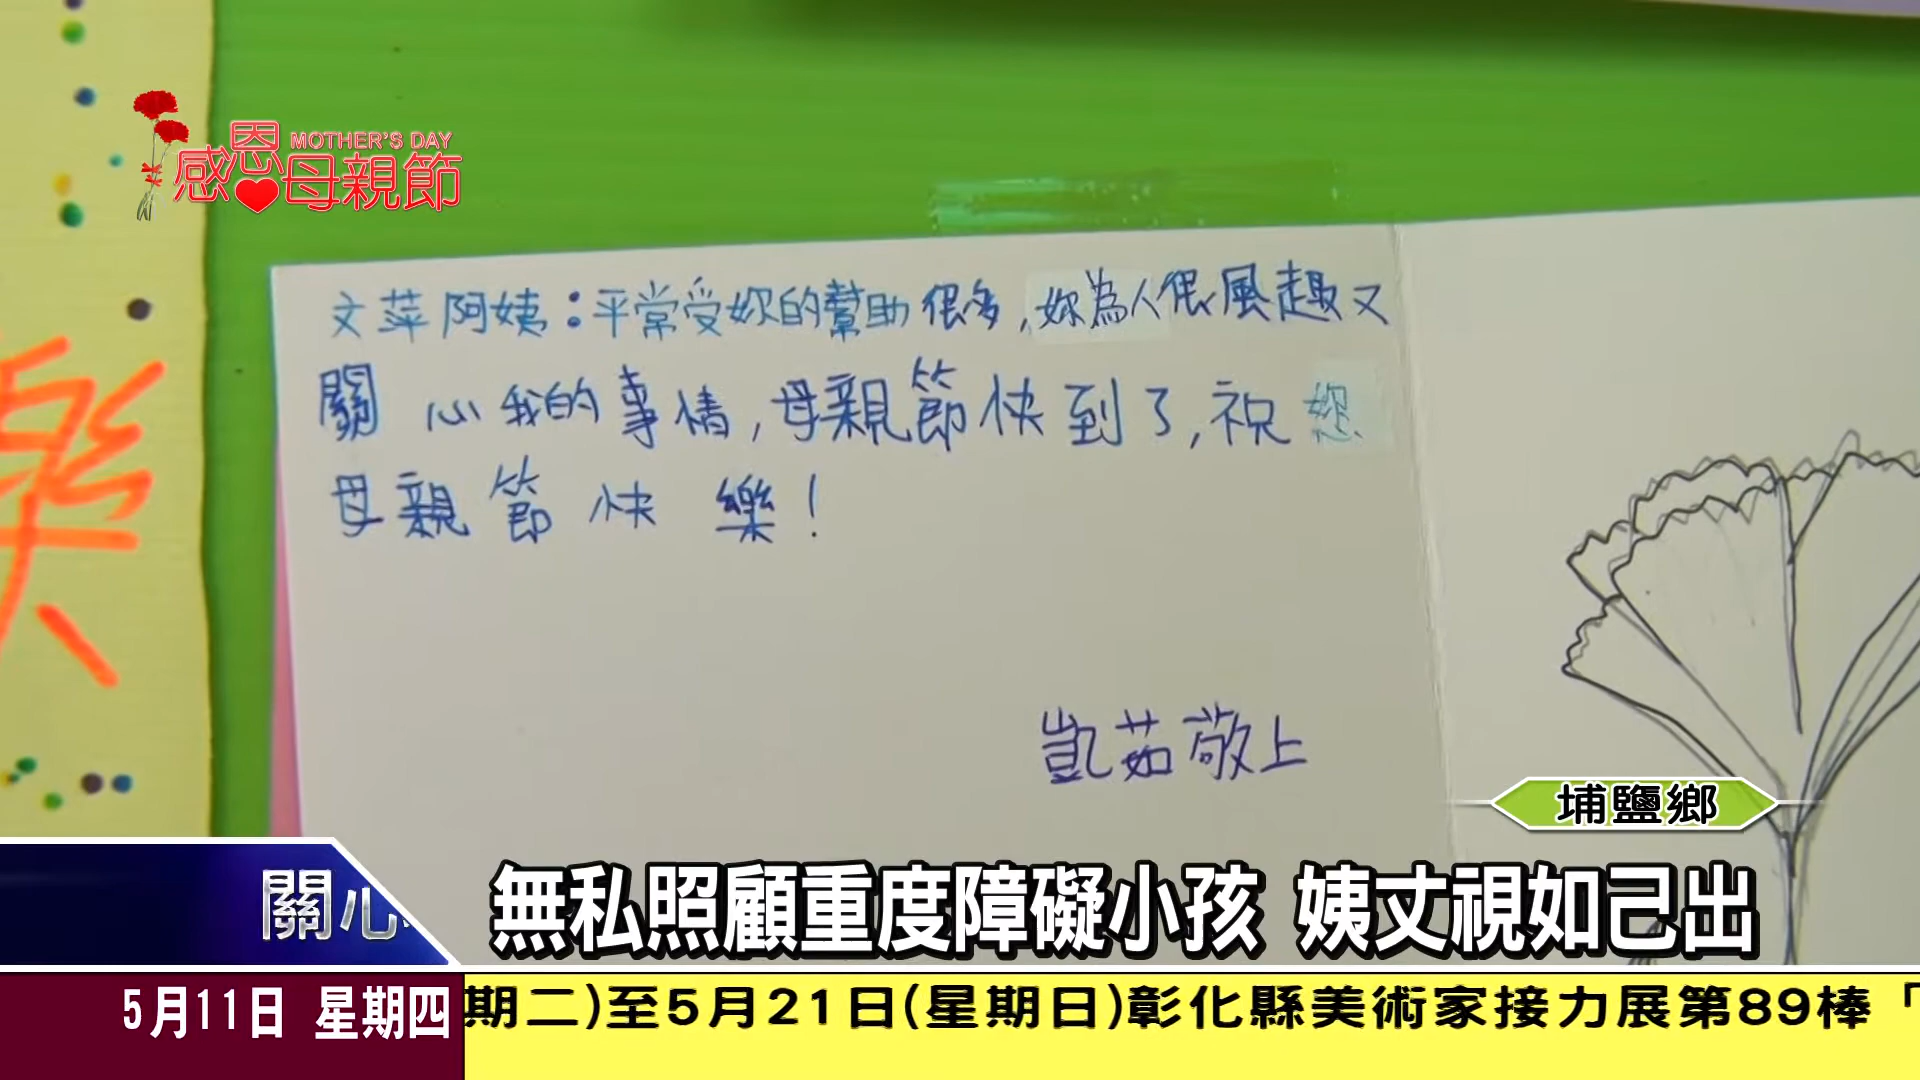 MOTHER'S DAY
感恩母親節
文萍阿姨：平常受妳的幫助很多，妳為人很風趣又
關心我的事情，母親節快到了，祝您
母親節快樂！
凱茹敬上
樂
埔鹽鄉
關心
無私照顧重度障礙小孩 姨丈視如己出
5月11日 星期四
期二)至5月21日(星期日)彰化縣美術家接力展第89棒「